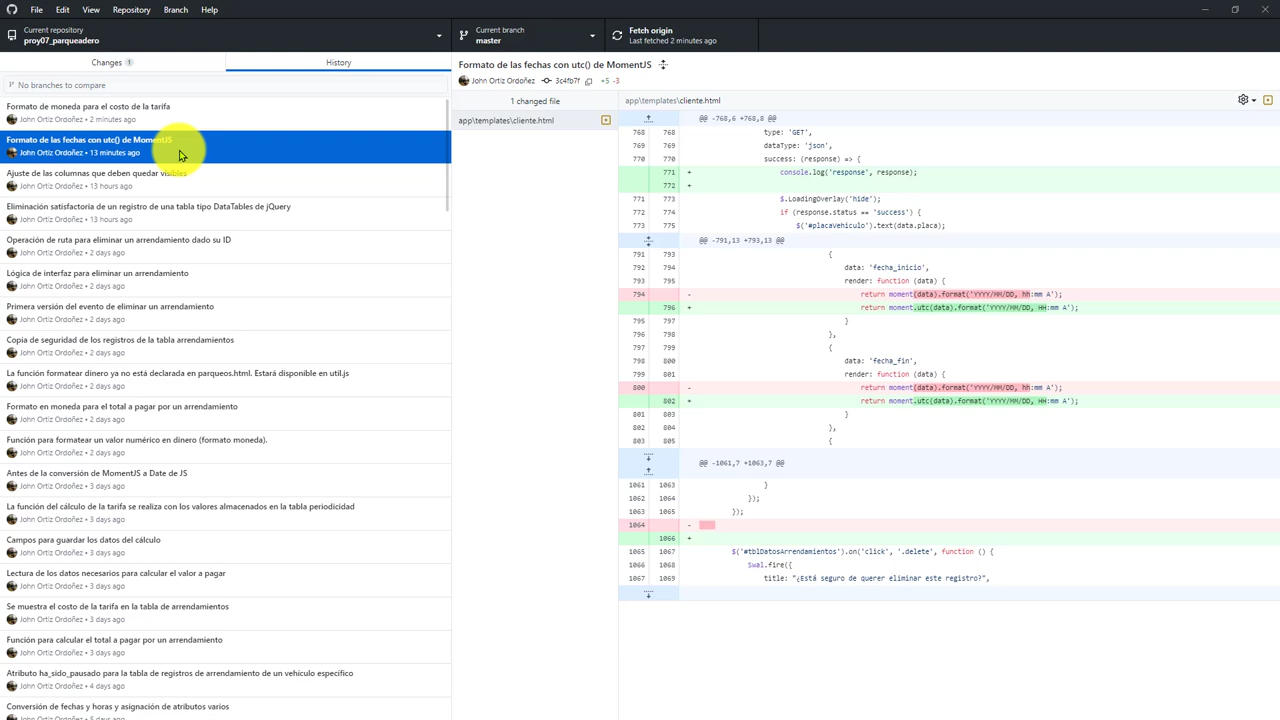 File Edit View Repository Branch Help
Current repository
proy07_parqueadero
Current branch
master
Fetch origin
Last fetched 2 minutes ago
Changes 1
History
No branches to compare
Formato de moneda para el costo de la tarifa
John Ortiz Ordoñez • 2 minutes ago
Formato de las fechas con utc() de MomentJS
John Ortiz Ordoñez • 13 minutes ago
Ajuste de las columnas que deben quedar visibles
John Ortiz Ordoñez • 13 hours ago
Eliminación satisfactoria de un registro de una tabla tipo DataTables de jQuery
John Ortiz Ordoñez • 13 hours ago
Operación de ruta para eliminar un arrendamiento dado su ID
John Ortiz Ordoñez • 2 days ago
Lógica de interfaz para eliminar un arrendamiento
John Ortiz Ordoñez • 2 days ago
Primera versión del evento de eliminar un arrendamiento
John Ortiz Ordoñez • 2 days ago
Copia de seguridad de los registros de la tabla arrendamientos
John Ortiz Ordoñez • 2 days ago
La función formatear dinero ya no está declarada en parqueos.html. Estará disponible en util.js
John Ortiz Ordoñez • 2 days ago
Formato en moneda para el total a pagar por un arrendamiento
John Ortiz Ordoñez • 2 days ago
Función para formatear un valor numérico en dinero (formato moneda).
John Ortiz Ordoñez • 2 days ago
Antes de la conversión de MomentJS a Date de JS
John Ortiz Ordoñez • 3 days ago
La función del cálculo de la tarifa se realiza con los valores almacenados en la tabla periodicidad
John Ortiz Ordoñez • 3 days ago
Campos para guardar los datos del cálculo
John Ortiz Ordoñez • 3 days ago
Lectura de los datos necesarios para calcular el valor a pagar
John Ortiz Ordoñez • 3 days ago
Se muestra el costo de la tarifa en la tabla de arrendamientos
John Ortiz Ordoñez • 3 days ago
Función para calcular el total a pagar por un arrendamiento
John Ortiz Ordoñez • 3 days ago
Atributo ha_sido_pausado para la tabla de registros de arrendamiento de un vehículo específico
John Ortiz Ordoñez • 4 days ago
Conversión de fechas y horas y asignación de atributos varios
John Ortiz Ordoñez • 5 days ago
Formato de las fechas con utc() de MomentJS
John Ortiz Ordoñez 3c4fb7f +5 -3
1 changed file
app\templates\cliente.html
app\templates\cliente.html
@@ -768,6 +768,8 @@
768 768 type: 'GET',
769 769 dataType: 'json',
770 770 success: (response) => {
771 + console.log('response', response);
772 +
771 773 $.LoadingOverlay('hide');
772 774 if (response.status == 'success') {
773 775 $('#placaVehiculo').text(data.placa);
@@ -791,13 +793,13 @@
791 793 {
792 794 data: 'fecha_inicio',
793 795 render: function (data) {
794 - return moment(data).format('YYYY/MM/DD, hh:mm A');
796 + return moment.utc(data).format('YYYY/MM/DD, HH:mm A');
795 797 }
796 798 },
797 799 {
798 800 data: 'fecha_fin',
799 801 render: function (data) {
800 - return moment(data).format('YYYY/MM/DD, hh:mm A');
802 + return moment.utc(data).format('YYYY/MM/DD, HH:mm A');
801 803 }
802 804 },
803 805 {
@@ -1061,7 +1063,7 @@
1061 1063 }
1062 1064 });
1063 1065 });
1064 -
1066 +
1065 1067 $('#tblDatosArrendamientos').on('click', '.delete', function () {
1066 1068 Swal.fire({
1067 1069 title: "¿Está seguro de querer eliminar este registro?",